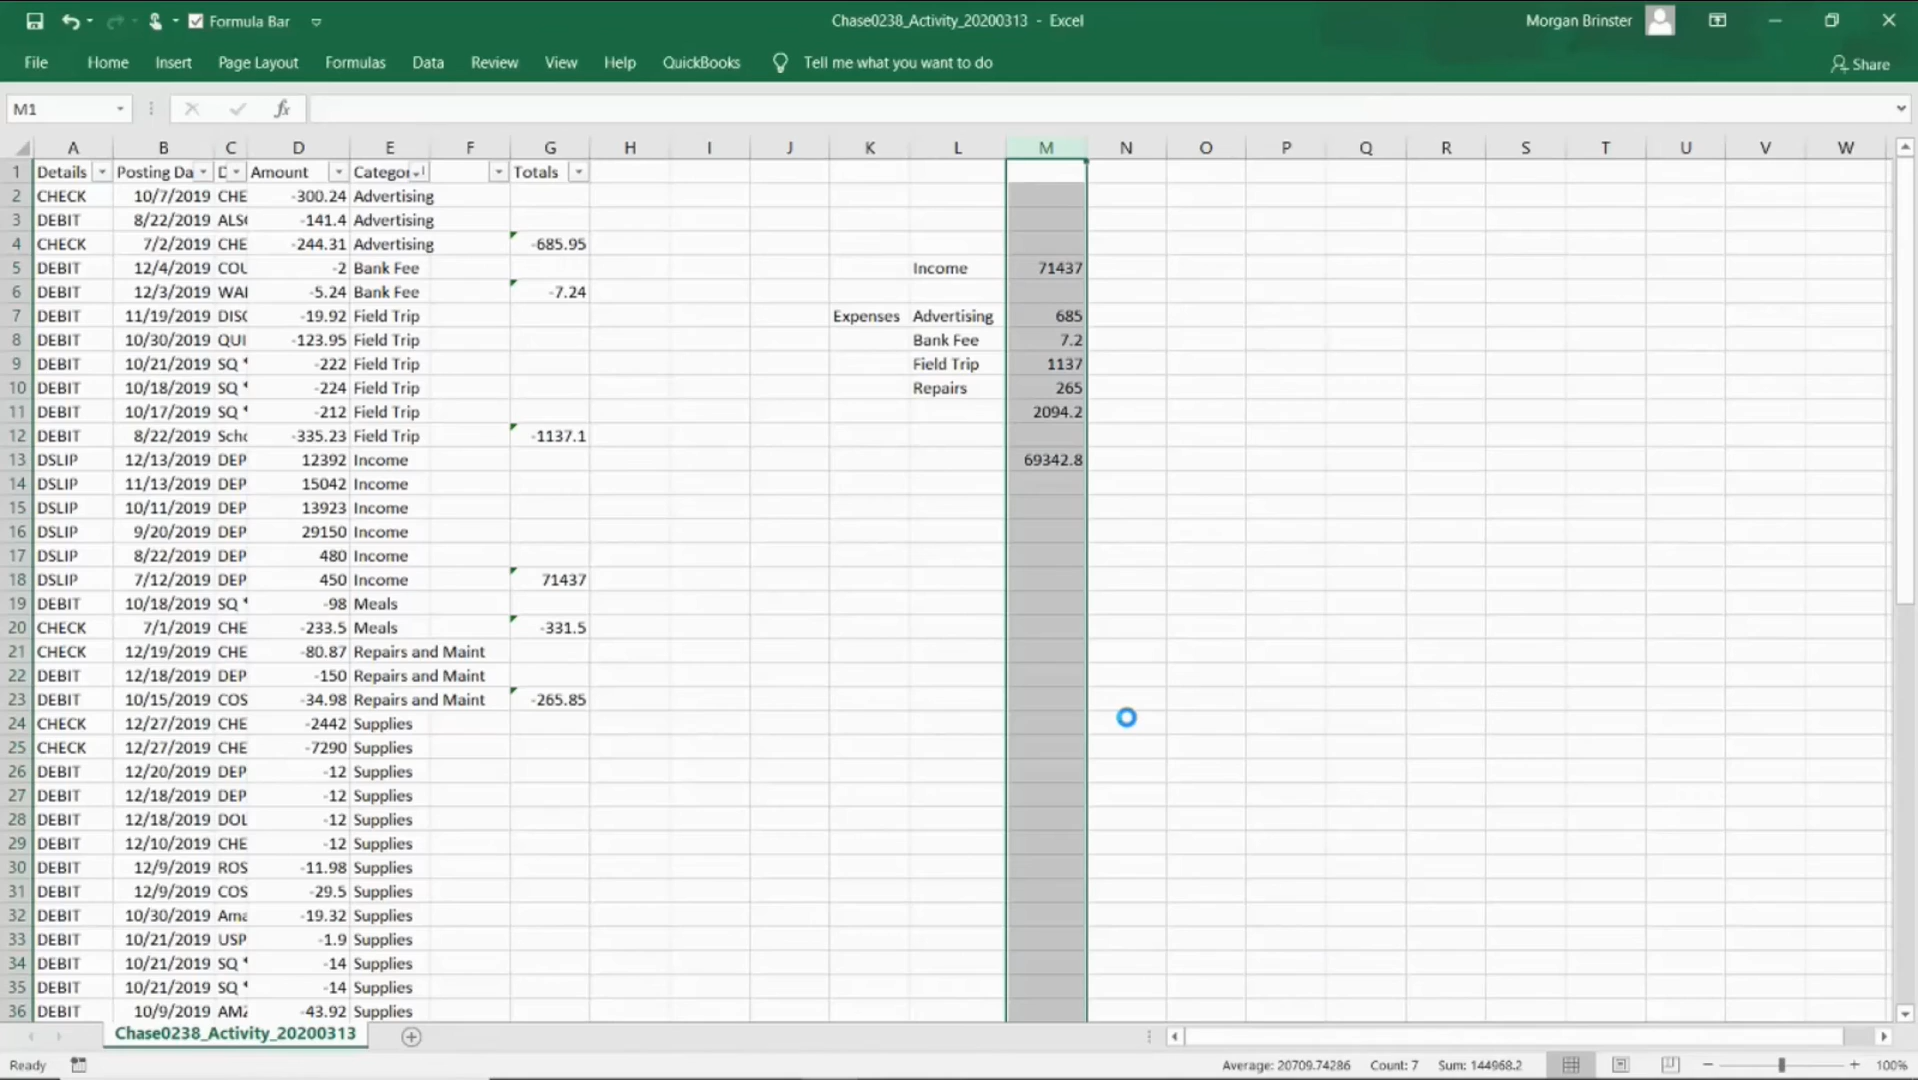 Formula Bar
Chase0238_Activity_20200313 - Excel
Morgan Brinster
File Home Insert Page Layout Formulas Data Review View Help QuickBooks Tell me what you want to do Share
M1 fx
A B C D E F G H I J K L M N O P Q R S T U V W
1 Details Posting Da D Amount Categor Totals
2 CHECK 10/7/2019 CHE -300.24 Advertising
3 DEBIT 8/22/2019 ALSC -141.4 Advertising
4 CHECK 7/2/2019 CHE -244.31 Advertising -685.95
5 DEBIT 12/4/2019 COU -2 Bank Fee Income 71437
6 DEBIT 12/3/2019 WAI -5.24 Bank Fee -7.24
7 DEBIT 11/19/2019 DISC -19.92 Field Trip Expenses Advertising 685
8 DEBIT 10/30/2019 QUI -123.95 Field Trip Bank Fee 7.2
9 DEBIT 10/21/2019 SQ * -222 Field Trip Field Trip 1137
10 DEBIT 10/18/2019 SQ * -224 Field Trip Repairs 265
11 DEBIT 10/17/2019 SQ * -212 Field Trip 2094.2
12 DEBIT 8/22/2019 Scho -335.23 Field Trip -1137.1
13 DSLIP 12/13/2019 DEP 12392 Income 69342.8
14 DSLIP 11/13/2019 DEP 15042 Income
15 DSLIP 10/11/2019 DEP 13923 Income
16 DSLIP 9/20/2019 DEP 29150 Income
17 DSLIP 8/22/2019 DEP 480 Income
18 DSLIP 7/12/2019 DEP 450 Income 71437
19 DEBIT 10/18/2019 SQ * -98 Meals
20 CHECK 7/1/2019 CHE -233.5 Meals -331.5
21 CHECK 12/19/2019 CHE -80.87 Repairs and Maint
22 DEBIT 12/18/2019 DEP -150 Repairs and Maint
23 DEBIT 10/15/2019 COS -34.98 Repairs and Maint -265.85
24 CHECK 12/27/2019 CHE -2442 Supplies
25 CHECK 12/27/2019 CHE -7290 Supplies
26 DEBIT 12/20/2019 DEP -12 Supplies
27 DEBIT 12/18/2019 DEP -12 Supplies
28 DEBIT 12/18/2019 DOL -12 Supplies
29 DEBIT 12/10/2019 CHE -12 Supplies
30 DEBIT 12/9/2019 ROS -11.98 Supplies
31 DEBIT 12/9/2019 COS -29.5 Supplies
32 DEBIT 10/30/2019 Ama -19.32 Supplies
33 DEBIT 10/21/2019 USP -1.9 Supplies
34 DEBIT 10/21/2019 SQ * -14 Supplies
35 DEBIT 10/21/2019 SQ * -14 Supplies
36 DEBIT 10/9/2019 AMZ -43.92 Supplies
Chase0238_Activity_20200313
Ready Average: 20709.74286 Count: 7 Sum: 144968.2 100%